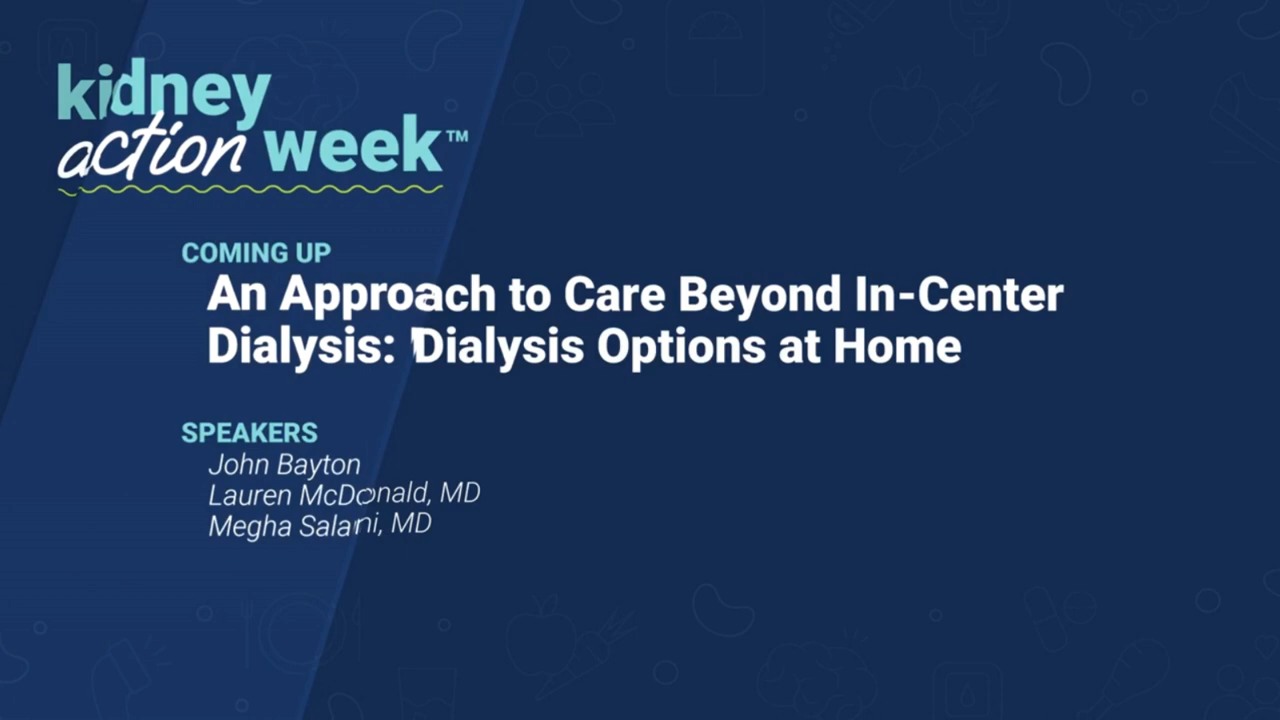 kidney
action week™
COMING UP
An Approach to Care Beyond In-Center
Dialysis: Dialysis Options at Home
SPEAKERS
John Bayton
Lauren McDonald, MD
Megha Salani, MD